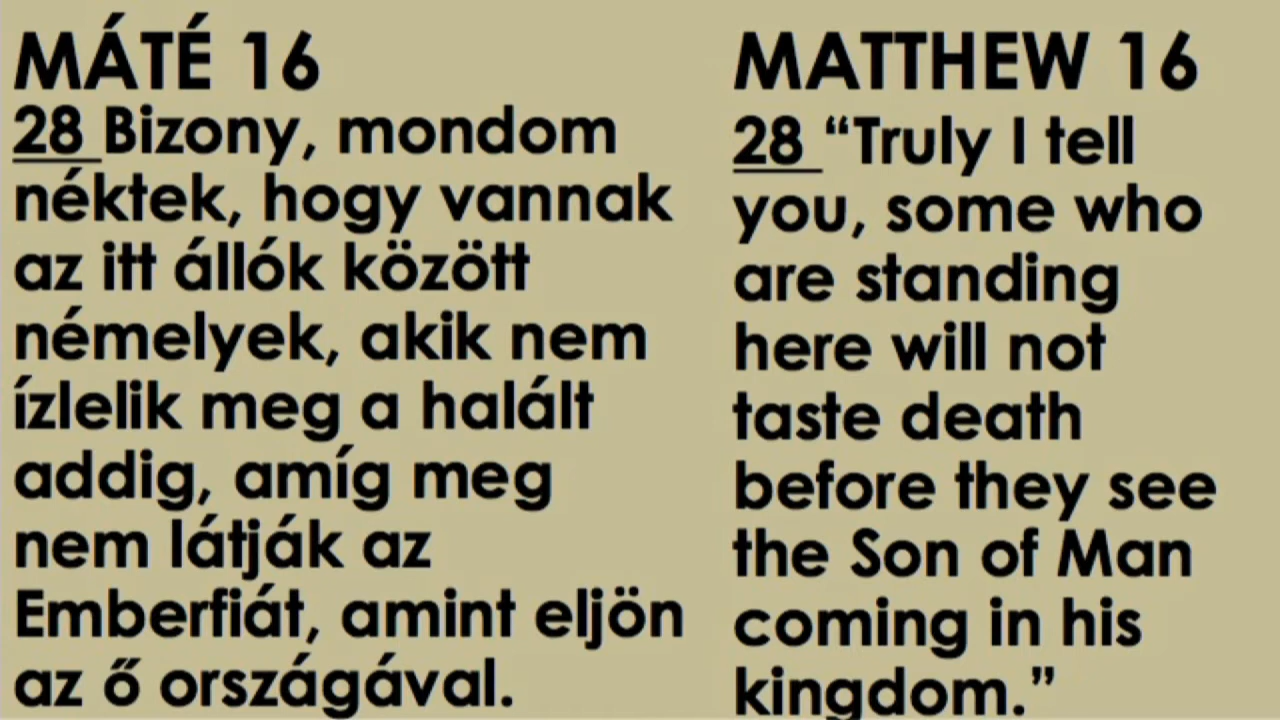 MÁTÉ 16
28 Bizony, mondom
néktek, hogy vannak
az itt állók között
némelyek, akik nem
ízlelik meg a halált
addig, amíg meg
nem látják az
Emberfiát, amint eljön
az ő országával.
MATTHEW 16
28 “Truly I tell
you, some who
are standing
here will not
taste death
before they see
the Son of Man
coming in his
kingdom.”